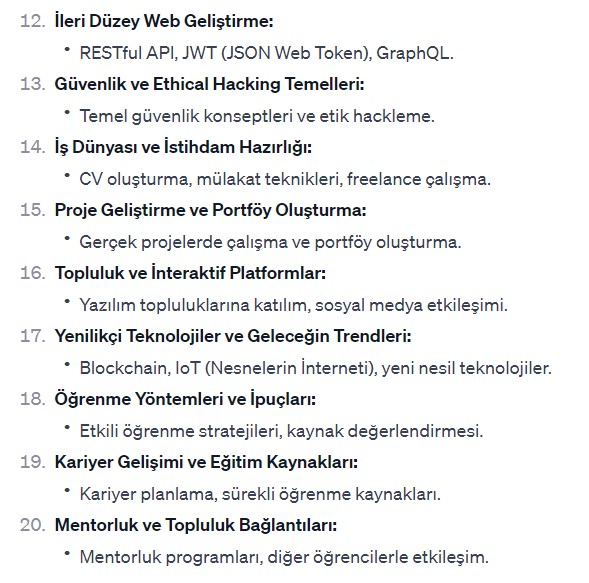 12. İleri Düzey Web Geliştirme:
• RESTful API, JWT (JSON Web Token), GraphQL.
13. Güvenlik ve Ethical Hacking Temelleri:
• Temel güvenlik konseptleri ve etik hackleme.
14. İş Dünyası ve İstihdam Hazırlığı:
• CV oluşturma, mülakat teknikleri, freelance çalışma.
15. Proje Geliştirme ve Portföy Oluşturma:
• Gerçek projelerde çalışma ve portföy oluşturma.
16. Topluluk ve İnteraktif Platformlar:
• Yazılım topluluklarına katılım, sosyal medya etkileşimi.
17. Yenilikçi Teknolojiler ve Geleceğin Trendleri:
• Blockchain, IoT (Nesnelerin İnterneti), yeni nesil teknolojiler.
18. Öğrenme Yöntemleri ve İpuçları:
• Etkili öğrenme stratejileri, kaynak değerlendirmesi.
19. Kariyer Gelişimi ve Eğitim Kaynakları:
• Kariyer planlama, sürekli öğrenme kaynakları.
20. Mentorluk ve Topluluk Bağlantıları:
• Mentorluk programları, diğer öğrencilerle etkileşim.